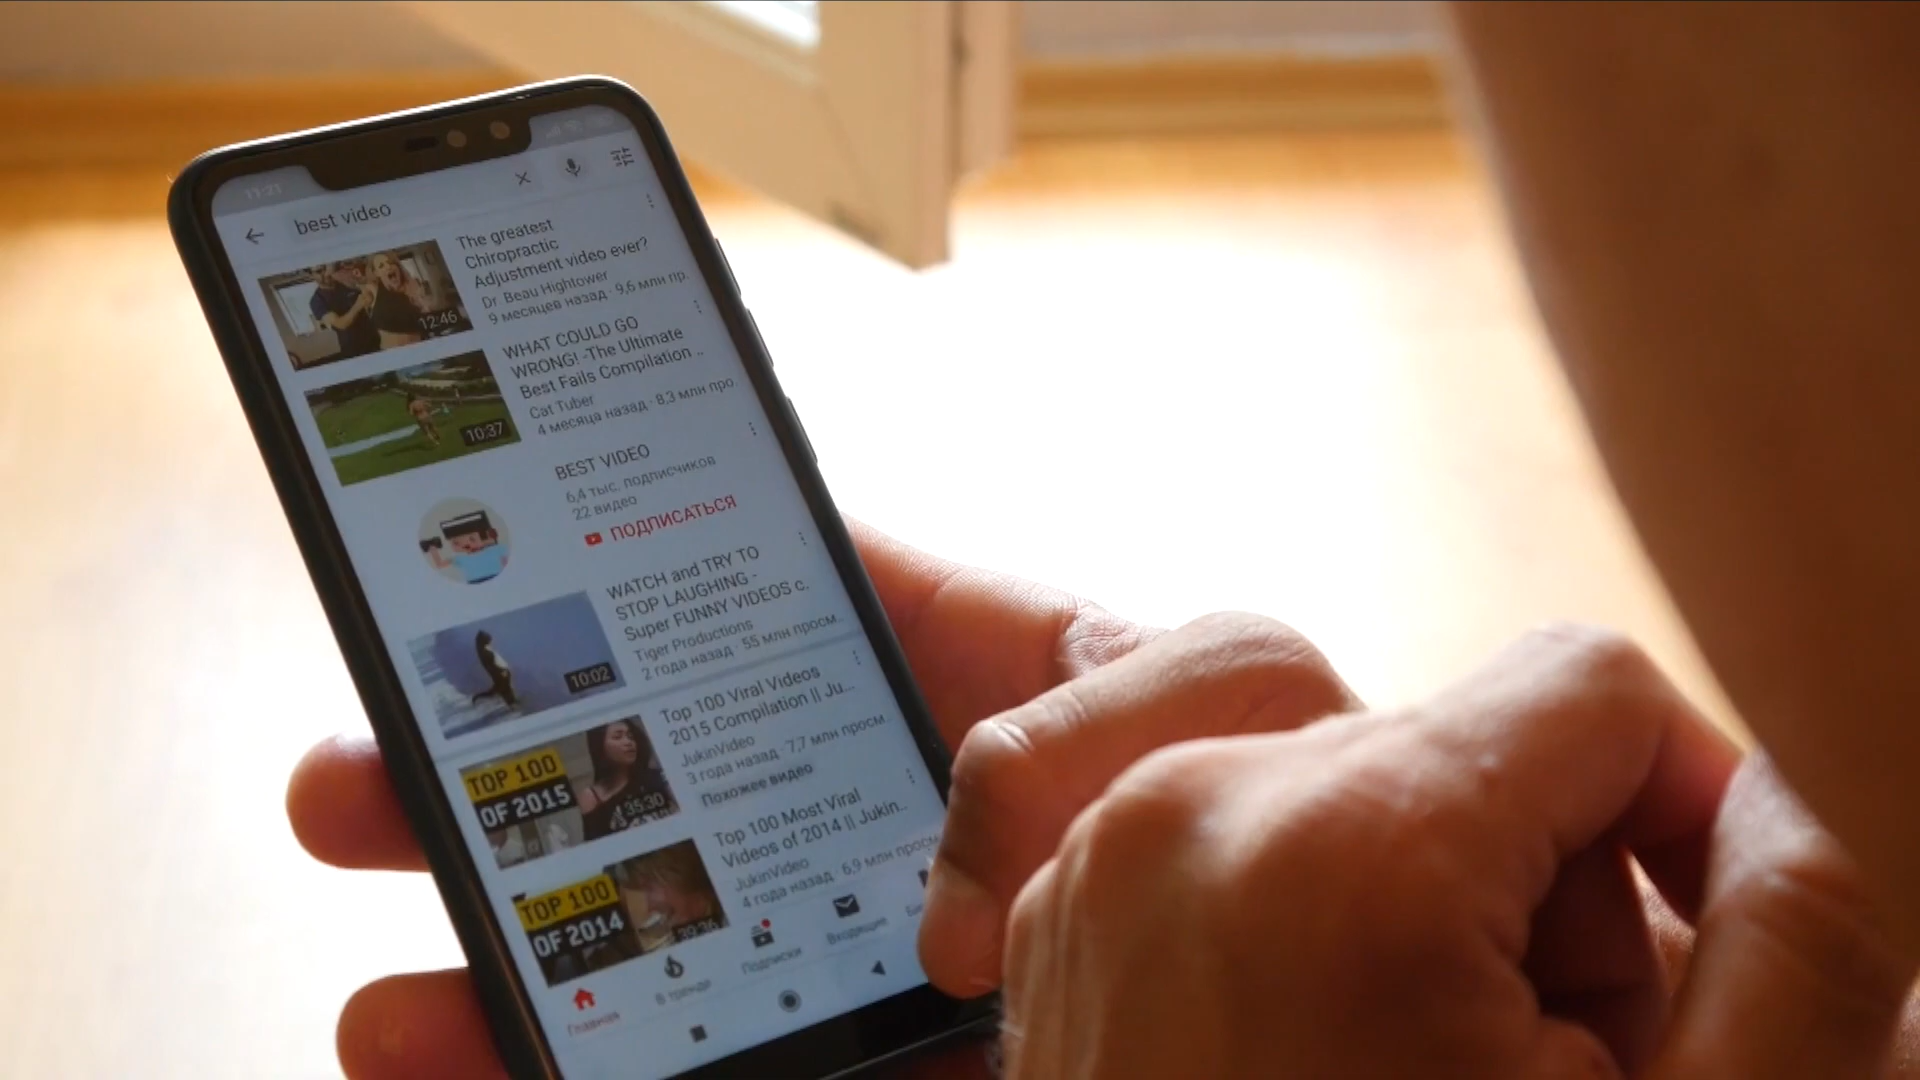 11:21
best video
The greatest
Chiropractic
Adjustment video ever?
Dr. Beau Hightower
9 месяцев назад · 9,6 млн пр.
12:46
WHAT COULD GO
WRONG! -The Ultimate
Best Fails Compilation ..
Cat Tuber
4 месяца назад · 8,3 млн про.
10:37
BEST VIDEO
6,4 тыс. подписчиков
22 видео
ПОДПИСАТЬСЯ
WATCH and TRY TO
STOP LAUGHING -
Super FUNNY VIDEOS c.
Tiger Productions
2 года назад · 55 млн просм..
10:02
Top 100 Viral Videos
2015 Compilation || Ju...
JukinVideo
3 года назад · 7,7 млн просм..
Похожее видео
TOP 100
OF 2015
35:30
Top 100 Most Viral
Videos of 2014 || Jukin..
JukinVideo
4 года назад · 6,9 млн просм
TOP 100
OF 2014
39:36
Главная
В тренде
Подписки
Входящие